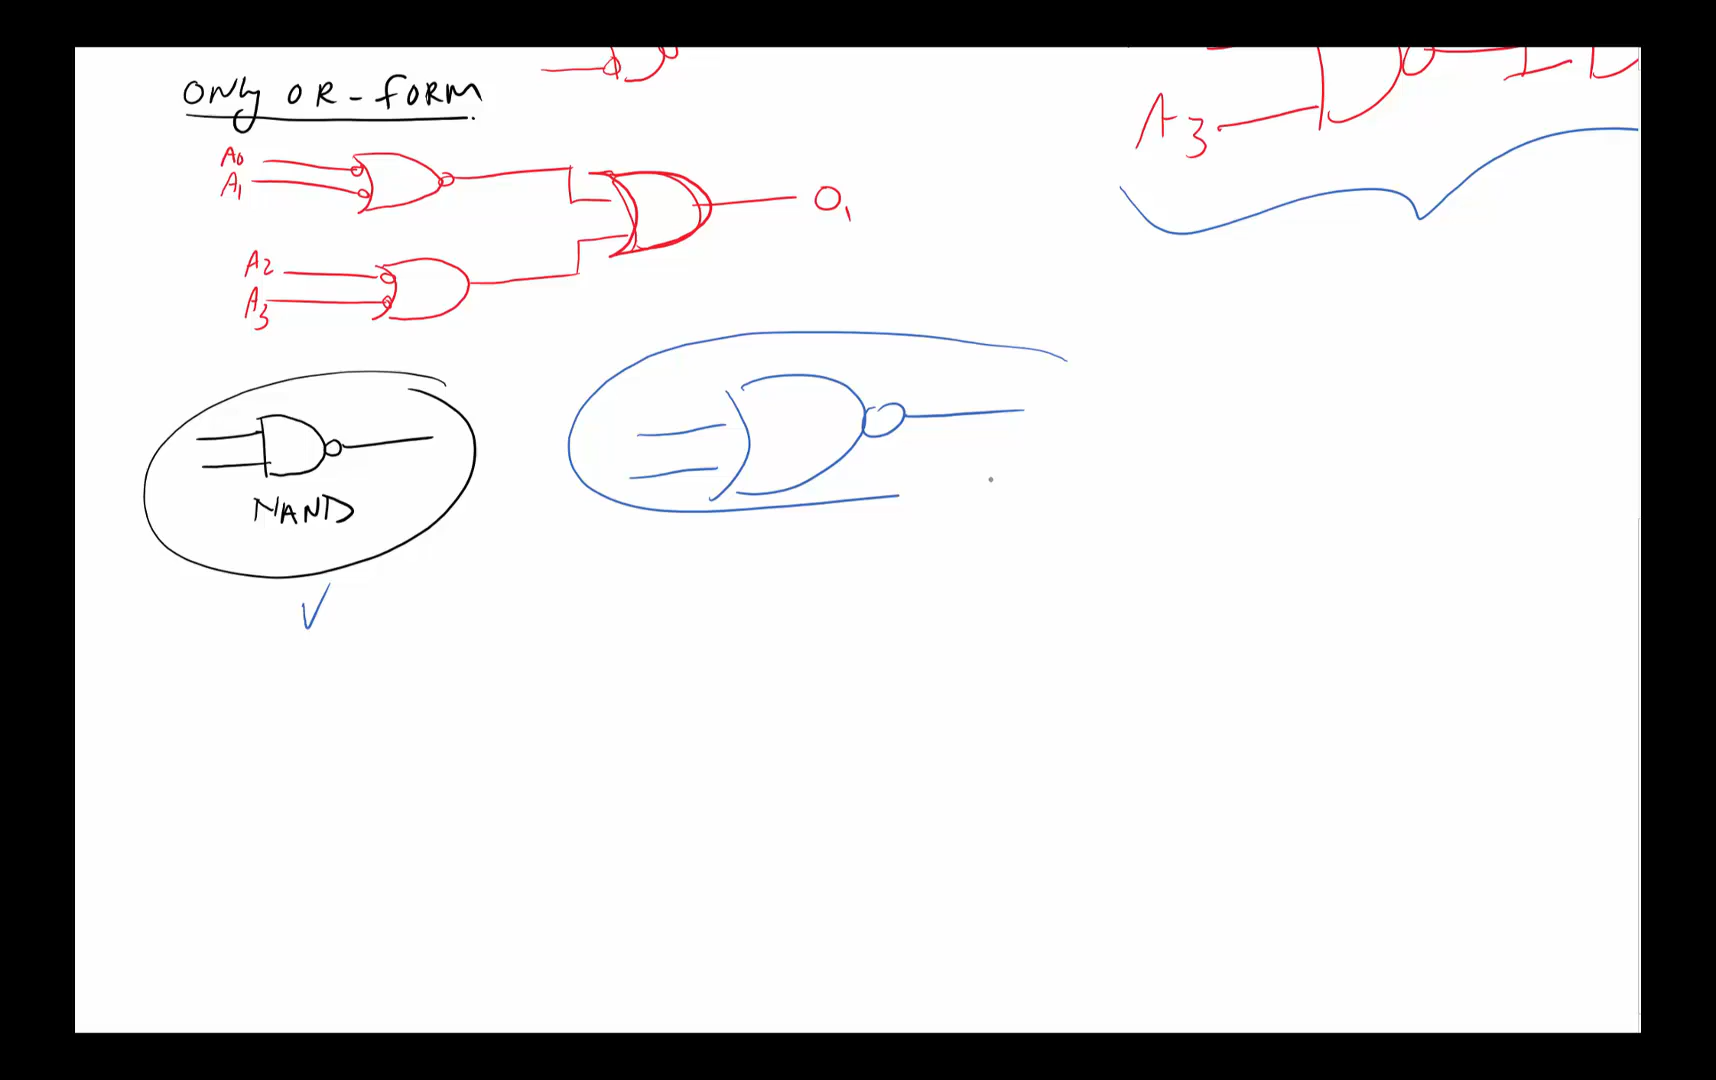 ONLY OR-FORM
A0
A1
O1
A2
A3
NAND
A3